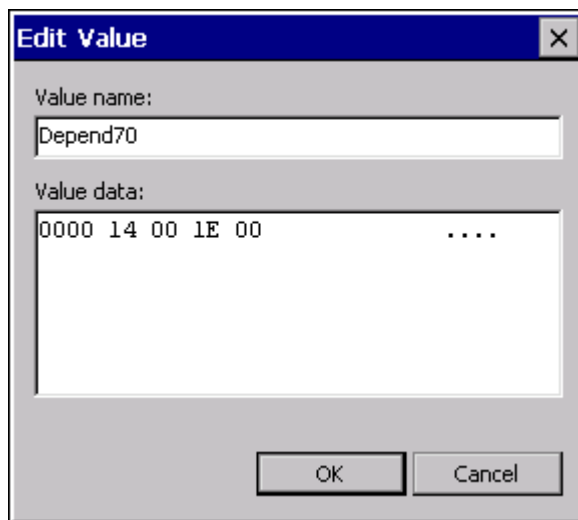 Edit Value
Value name:
Depend70
Value data:
0000 14 00 1E 00 ....
OK Cancel